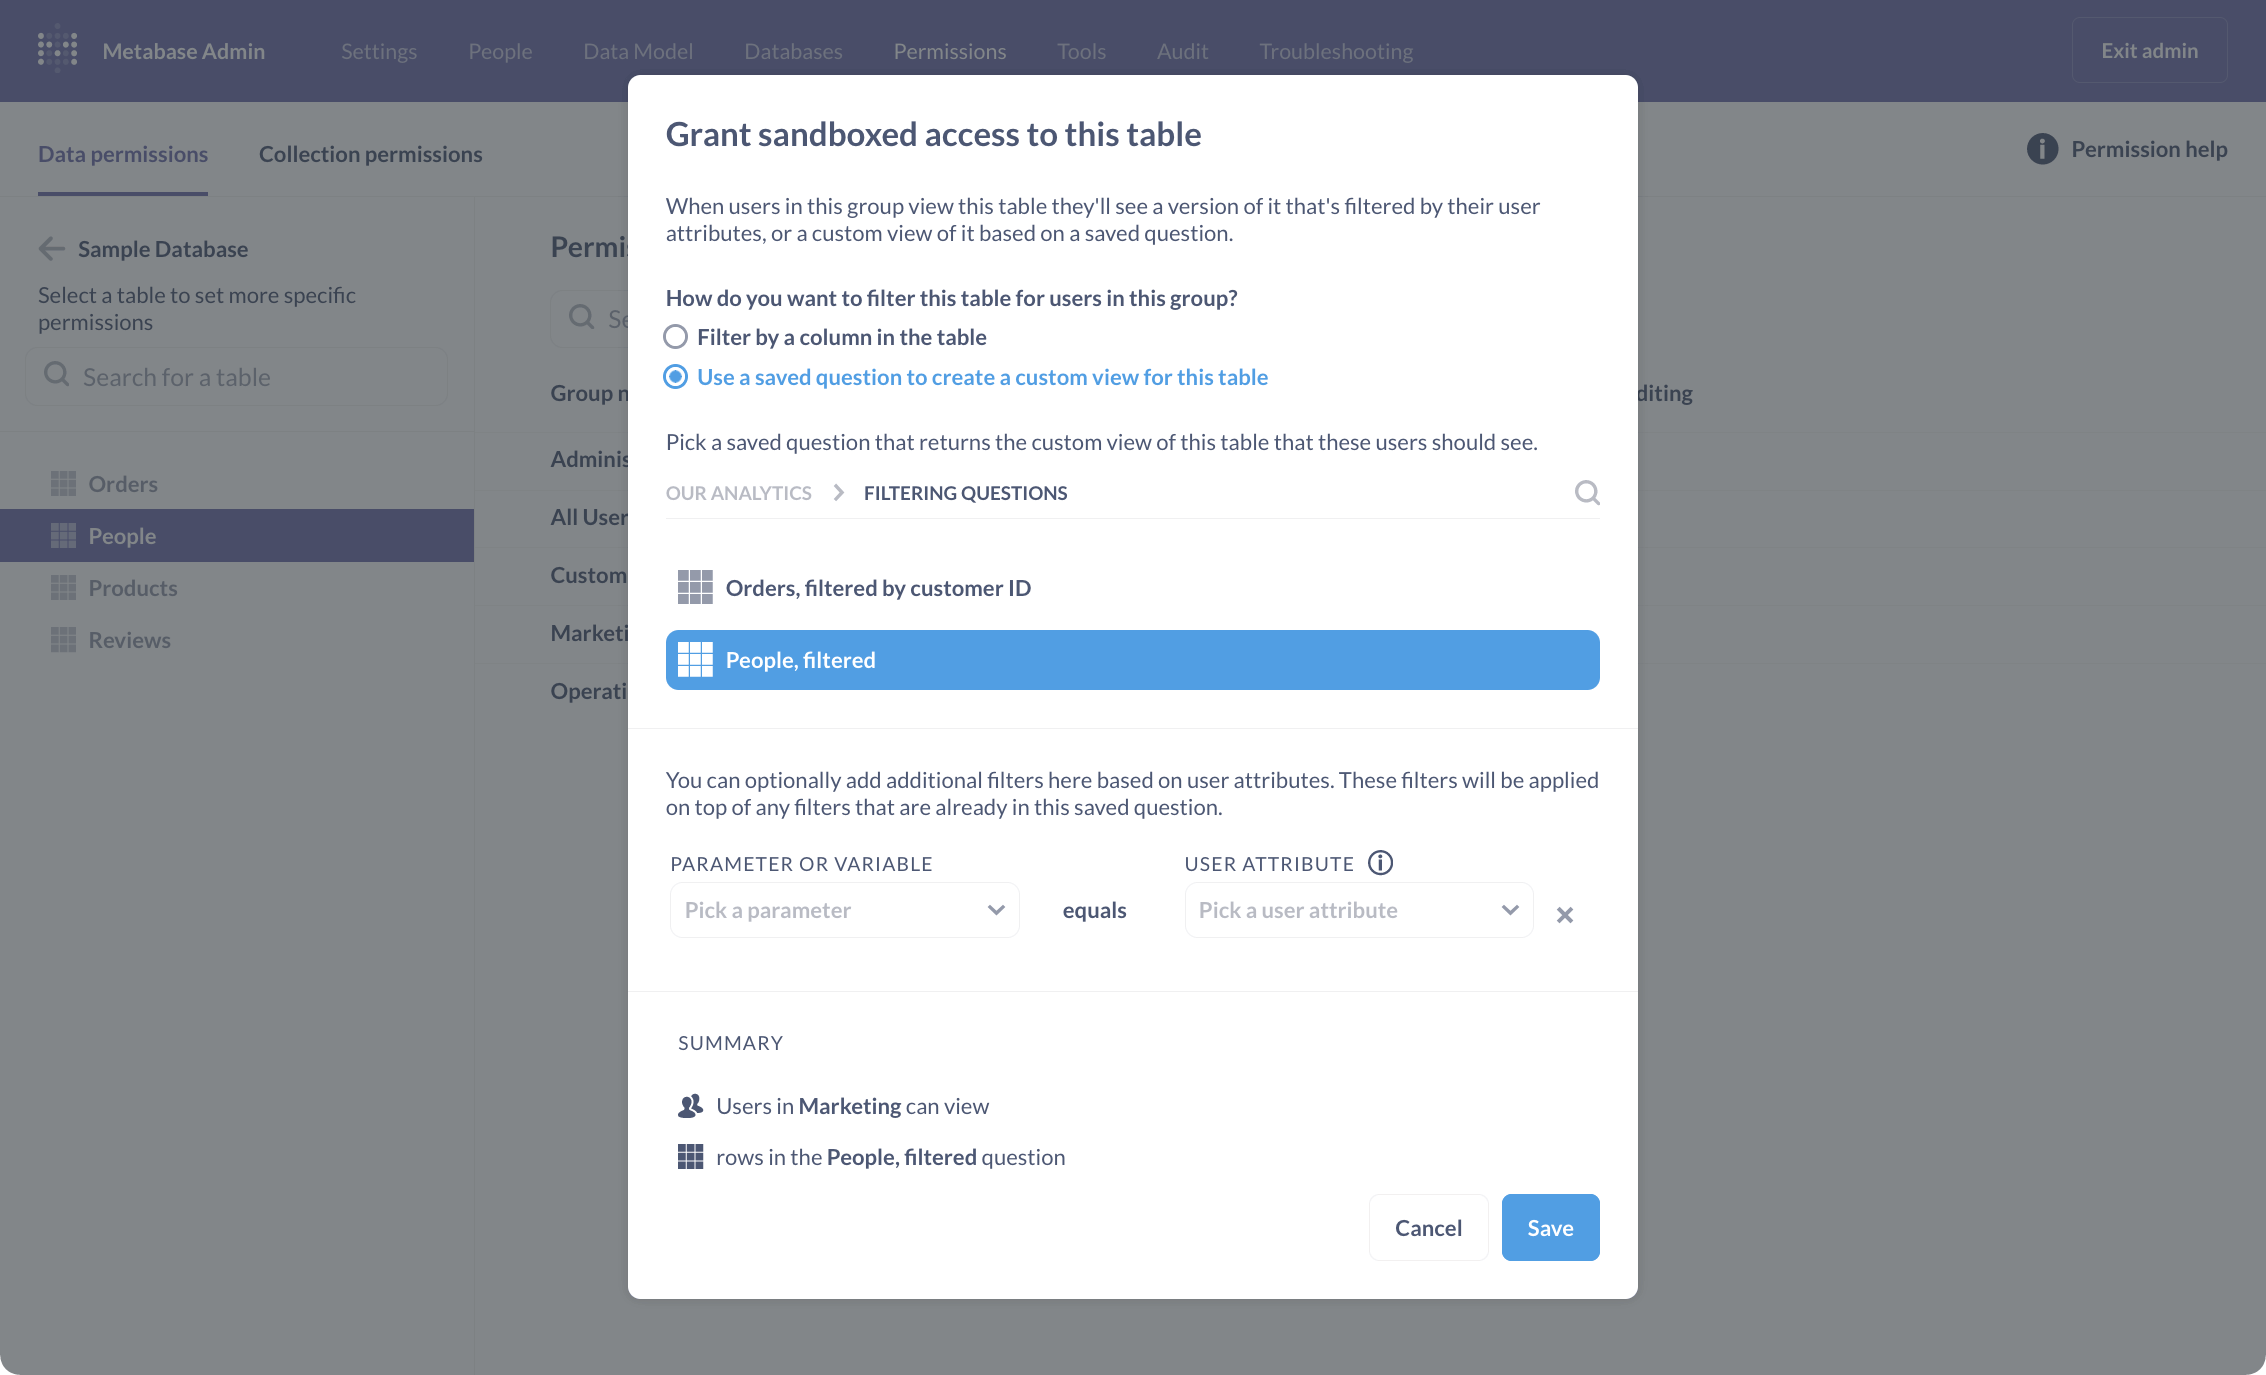 Metabase Admin
Settings
People
Data Model
Databases
Permissions
Tools
Audit
Troubleshooting
Exit admin
Data permissions
Collection permissions
Permission help
Sample Database
Select a table to set more specific
permissions
Search for a table
Orders
People
Products
Reviews
Grant sandboxed access to this table
When users in this group view this table they'll see a version of it that's filtered by their user
attributes, or a custom view of it based on a saved question.
How do you want to filter this table for users in this group?
Filter by a column in the table
Use a saved question to create a custom view for this table
Pick a saved question that returns the custom view of this table that these users should see.
OUR ANALYTICS
FILTERING QUESTIONS
Orders, filtered by customer ID
People, filtered
You can optionally add additional filters here based on user attributes. These filters will be applied
on top of any filters that are already in this saved question.
PARAMETER OR VARIABLE
USER ATTRIBUTE
Pick a parameter
equals
Pick a user attribute
SUMMARY
Users in Marketing can view
rows in the People, filtered question
Cancel
Save
Group
All